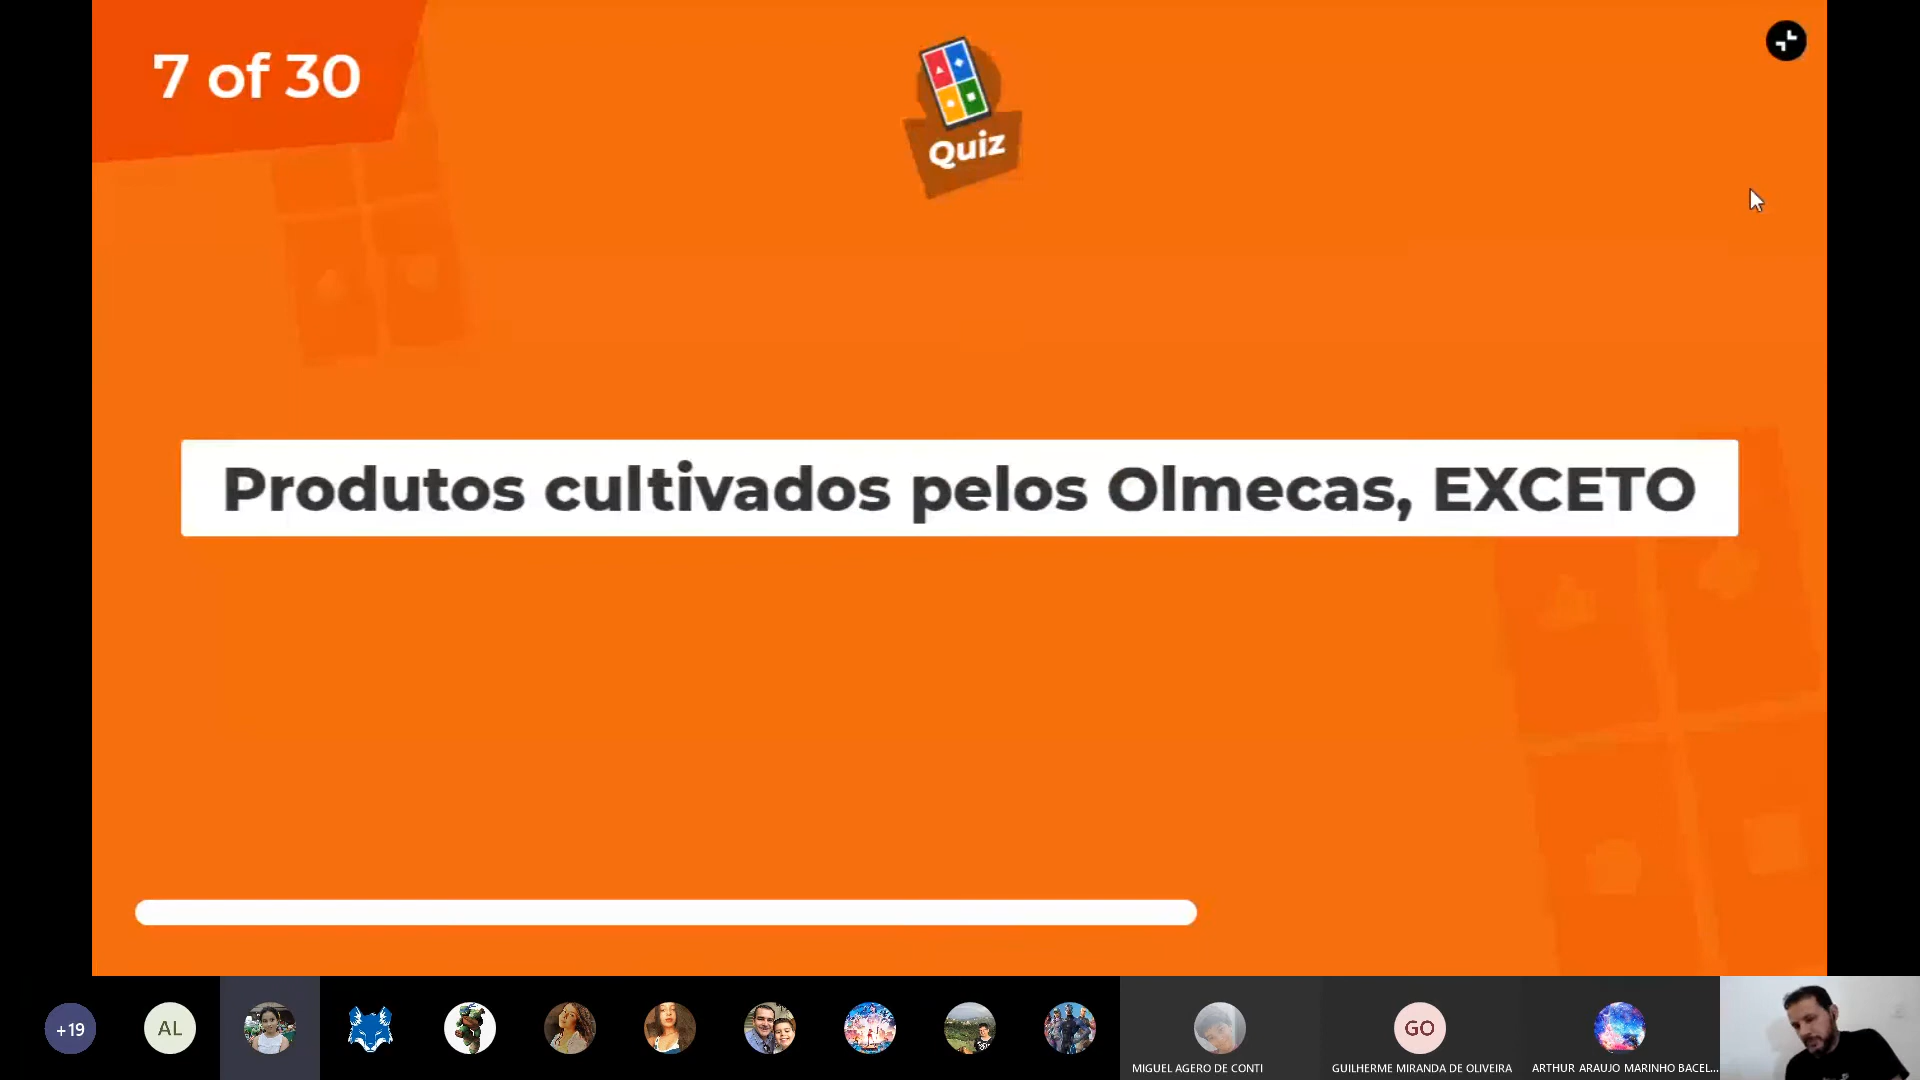 7 of 30
Quiz
Produtos cultivados pelos Olmecas, EXCETO
+19
AL
GO
MIGUEL AGERO DE CONTI
GUILHERME MIRANDA DE OLIVEIRA
ARTHUR ARAUJO MARINHO BACEL...